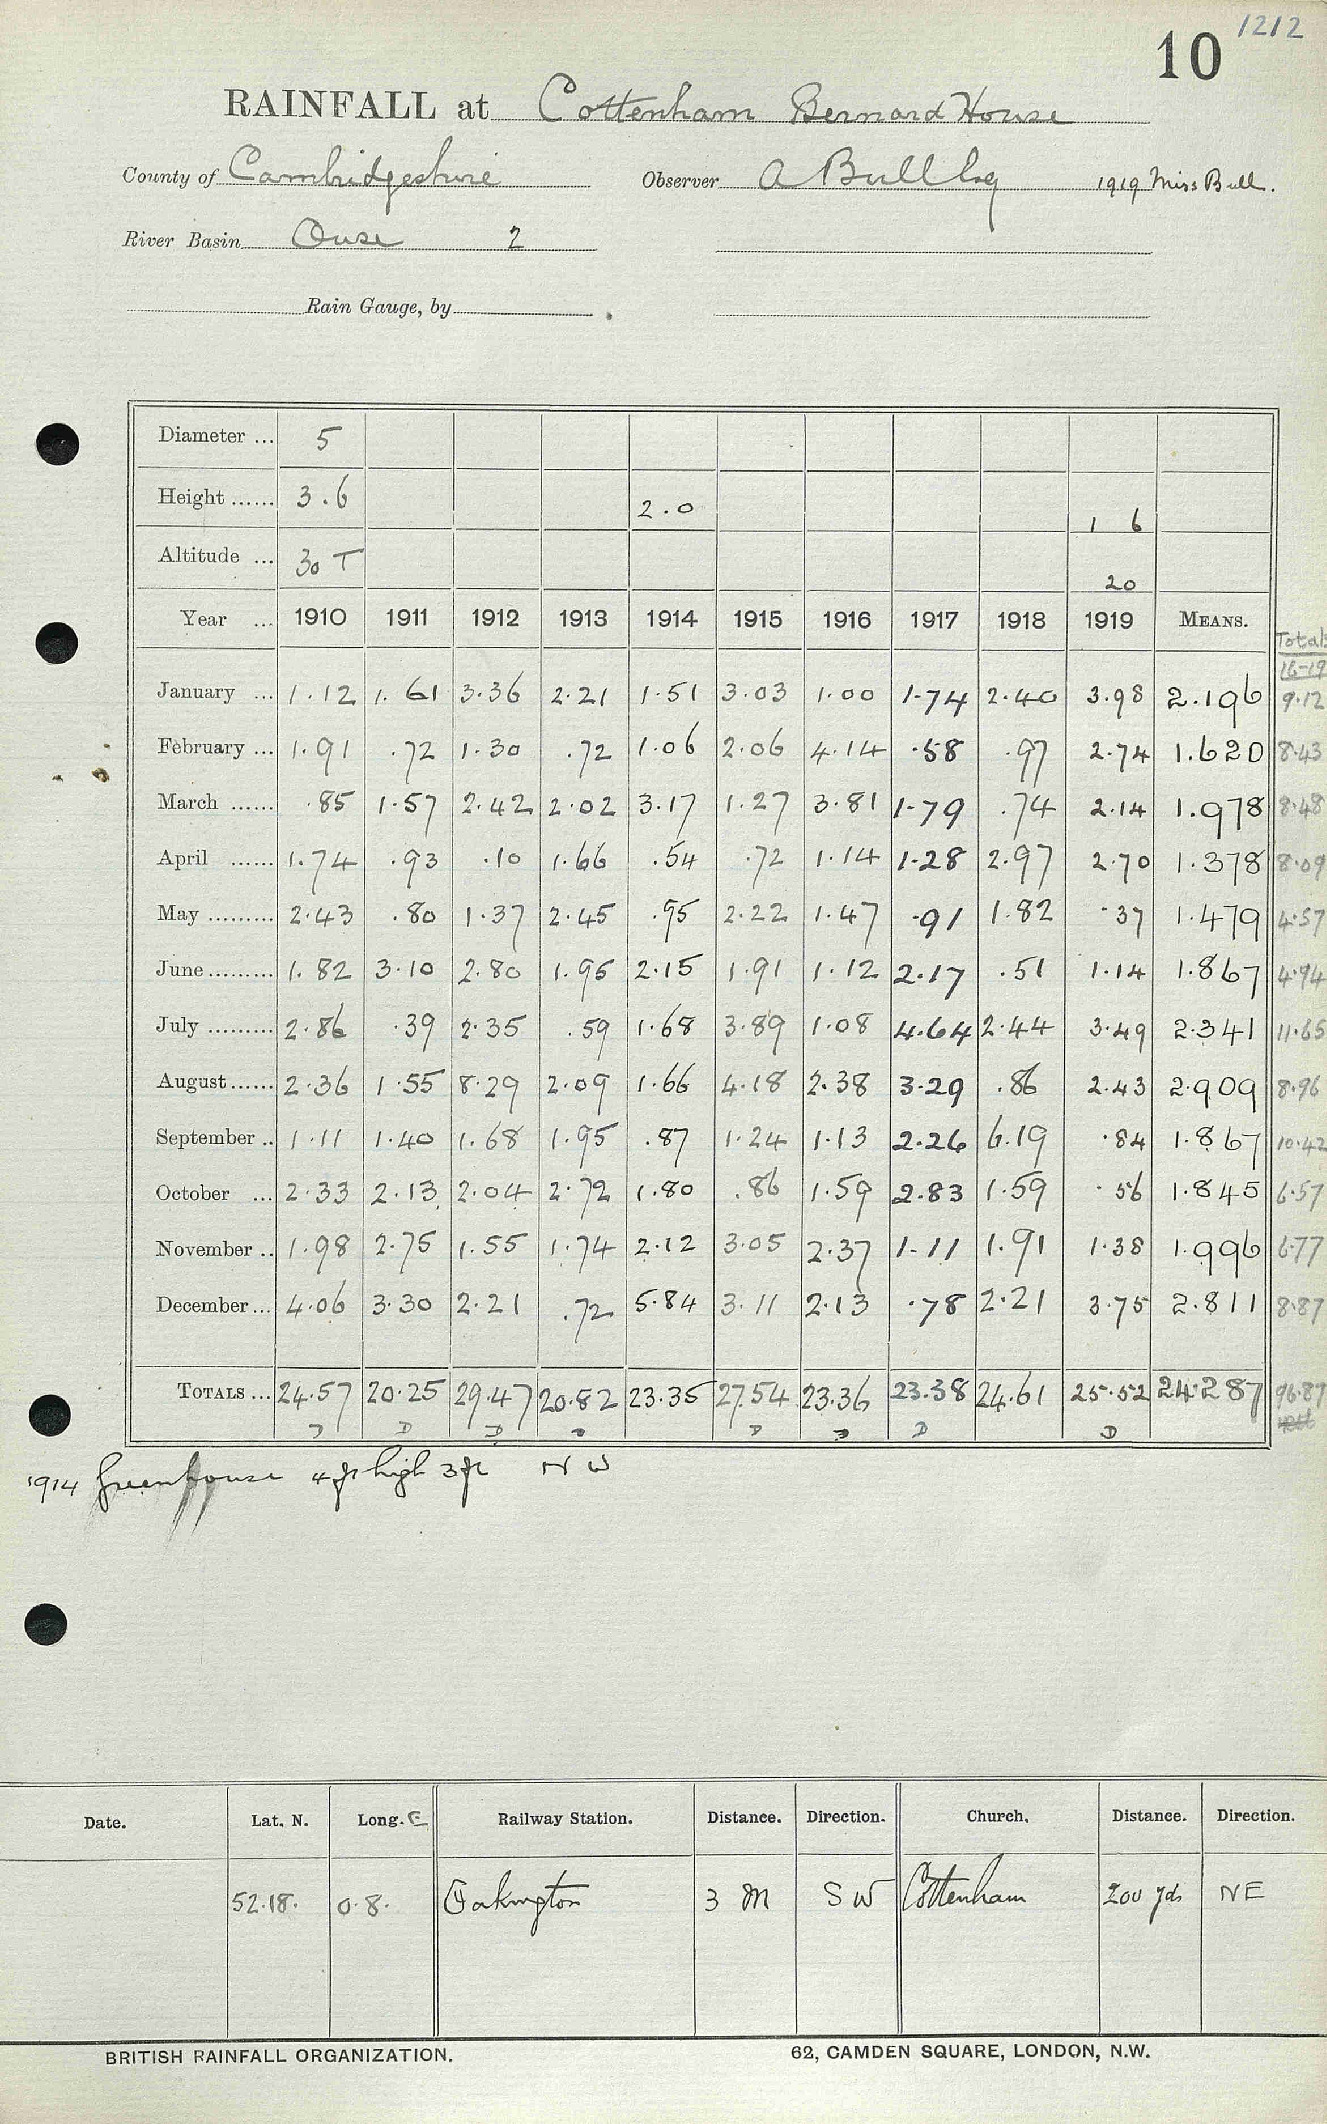 1212
10
RAINFALL at Cottenham Bernard House
County of Cambridgeshire Observer A Bull Esq 1919 Miss Bull.
River Basin Ouse 2
Rain Gauge, by
Diameter ... 5
Height ...... 3.6 2.0 1 6
Altitude ... 30 T 20
Year ... 1910 1911 1912 1913 1914 1915 1916 1917 1918 1919 MEANS. Total: 16-19
January ... 1.12 1.61 3.36 2.21 1.51 3.03 1.00 1.74 2.40 3.98 2.196 9.12
February ... 1.91 .72 1.30 .72 1.06 2.06 4.14 .58 .97 2.74 1.620 8.43
March ...... .85 1.57 2.42 2.02 3.17 1.27 3.81 1.79 .74 2.14 1.978 8.48
April ...... 1.74 .93 .10 1.66 .54 .72 1.14 1.28 2.97 2.70 1.378 8.09
May ......... 2.43 .80 1.37 2.45 .95 2.22 1.47 .91 1.82 .37 1.479 4.57
June ......... 1.82 3.10 2.80 1.95 2.15 1.91 1.12 2.17 .51 1.14 1.867 4.94
July ......... 2.86 .39 2.35 .59 1.68 3.89 1.08 4.64 2.44 3.49 2.341 11.65
August ...... 2.36 1.55 8.29 2.09 1.66 4.18 2.38 3.29 .86 2.43 2.909 8.96
September .. 1.11 1.40 1.68 1.95 .87 1.24 1.13 2.26 6.19 .84 1.867 10.42
October ... 2.33 2.13 2.04 2.72 1.80 .86 1.59 2.83 1.59 .56 1.845 6.57
November .. 1.98 2.75 1.55 1.74 2.12 3.05 2.37 1.11 1.91 1.38 1.996 6.77
December ... 4.06 3.30 2.21 .72 5.84 3.11 2.13 .78 2.21 3.75 2.811 8.87
TOTALS ... 24.57 20.25 29.47 20.82 23.35 27.54 23.36 23.38 24.61 25.52 24.287 96.87
D D D D D D D D
1914 Greenhouse 4 ft high 3 ft N W
Date. Lat. N. Long. E Railway Station. Distance. Direction. Church. Distance. Direction.
52.18. 0.8. Oakington 3 M S W Cottenham 200 yds NE
BRITISH RAINFALL ORGANIZATION. 62, CAMDEN SQUARE, LONDON, N.W.